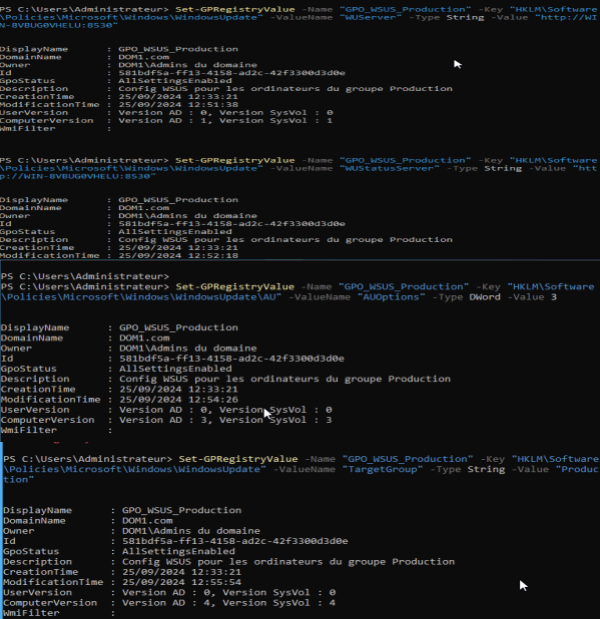 PS C:\Users\Administrateur> Set-GPRegistryValue -Name "GPO_WSUS_Production" -Key "HKLM\Software
\Policies\Microsoft\Windows\WindowsUpdate" -ValueName "WUServer" -Type String -Value "http://WI
N-8VBUG0VHELU:8530"
DisplayName : GPO_WSUS_Production
DomainName : DOM1.com
Owner : DOM1\Admins du domaine
Id : 581bdf5a-ff13-4158-ad2c-42f3300d3d0e
GpoStatus : AllSettingsEnabled
Description : Config WSUS pour les ordinateurs du groupe Production
CreationTime : 25/09/2024 12:33:21
ModificationTime : 25/09/2024 12:51:38
UserVersion : Version AD : 0, Version SysVol : 0
ComputerVersion : Version AD : 1, Version SysVol : 1
WmiFilter :
PS C:\Users\Administrateur> Set-GPRegistryValue -Name "GPO_WSUS_Production" -Key "HKLM\Software
\Policies\Microsoft\Windows\WindowsUpdate" -ValueName "WUStatusServer" -Type String -Value "htt
p://WIN-8VBUG0VHELU:8530"
DisplayName : GPO_WSUS_Production
DomainName : DOM1.com
Owner : DOM1\Admins du domaine
Id : 581bdf5a-ff13-4158-ad2c-42f3300d3d0e
GpoStatus : AllSettingsEnabled
Description : Config WSUS pour les ordinateurs du groupe Production
CreationTime : 25/09/2024 12:33:21
ModificationTime : 25/09/2024 12:52:18
PS C:\Users\Administrateur>
PS C:\Users\Administrateur> Set-GPRegistryValue -Name "GPO_WSUS_Production" -Key "HKLM\Software
\Policies\Microsoft\Windows\WindowsUpdate\AU" -ValueName "AUOptions" -Type DWord -Value 3
DisplayName : GPO_WSUS_Production
DomainName : DOM1.com
Owner : DOM1\Admins du domaine
Id : 581bdf5a-ff13-4158-ad2c-42f3300d3d0e
GpoStatus : AllSettingsEnabled
Description : Config WSUS pour les ordinateurs du groupe Production
CreationTime : 25/09/2024 12:33:21
ModificationTime : 25/09/2024 12:54:26
UserVersion : Version AD : 0, Version SysVol : 0
ComputerVersion : Version AD : 3, Version SysVol : 3
WmiFilter :
PS C:\Users\Administrateur> Set-GPRegistryValue -Name "GPO_WSUS_Production" -Key "HKLM\Software
\Policies\Microsoft\Windows\WindowsUpdate" -ValueName "TargetGroup" -Type String -Value "Produc
tion"
DisplayName : GPO_WSUS_Production
DomainName : DOM1.com
Owner : DOM1\Admins du domaine
Id : 581bdf5a-ff13-4158-ad2c-42f3300d3d0e
GpoStatus : AllSettingsEnabled
Description : Config WSUS pour les ordinateurs du groupe Production
CreationTime : 25/09/2024 12:33:21
ModificationTime : 25/09/2024 12:55:54
UserVersion : Version AD : 0, Version SysVol : 0
ComputerVersion : Version AD : 4, Version SysVol : 4
WmiFilter :